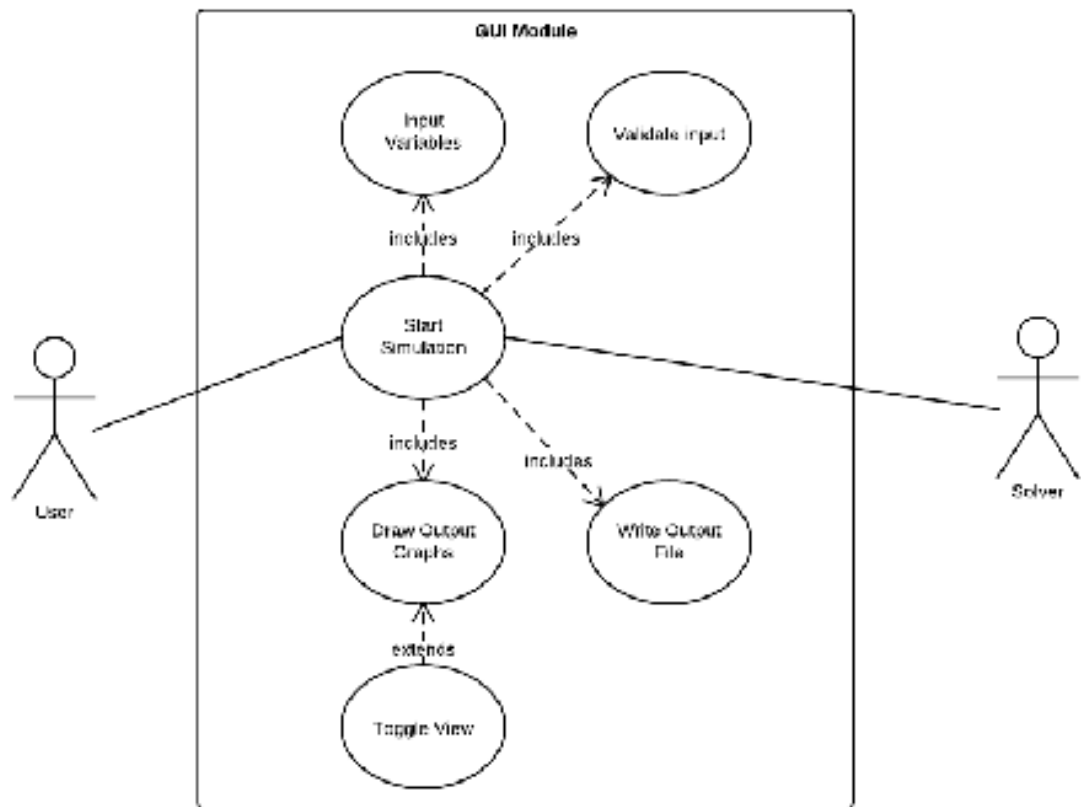 GUI Module
Input
Variables
Validate input
includes
includes
Start
Simulation
includes
includes
User
Solver
Draw Output
Graphs
Write Output
File
extends
Toggle View